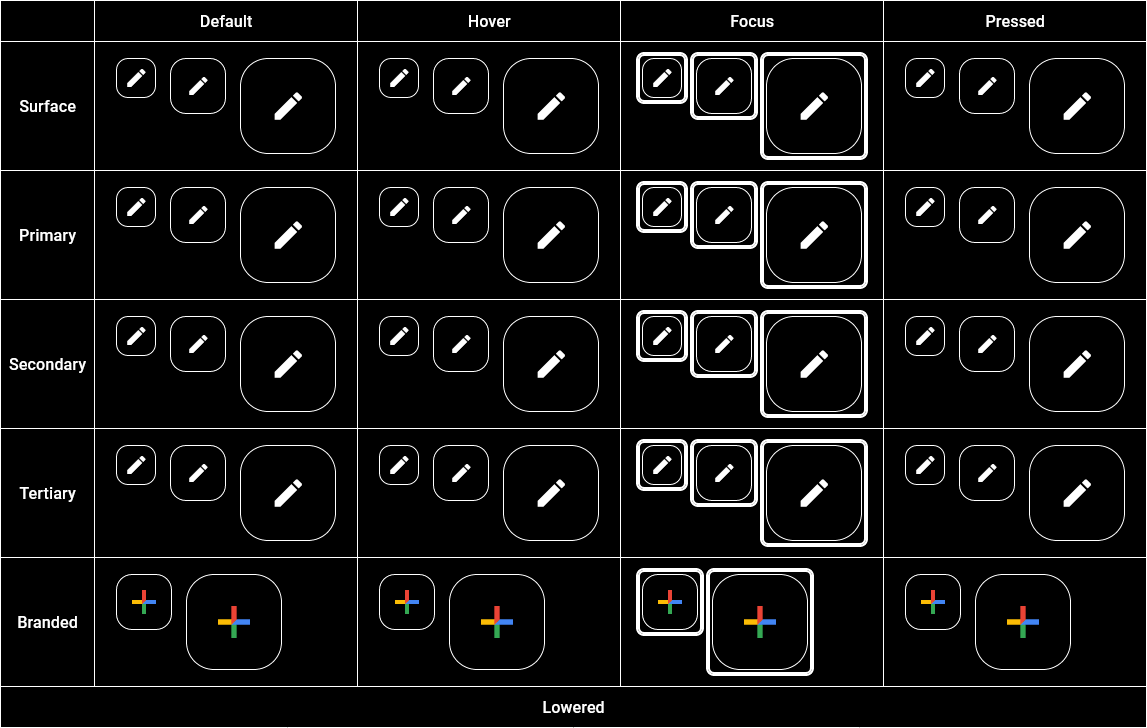 Default Hover Focus Pressed
Surface
Primary
Secondary
Tertiary
Branded
Lowered